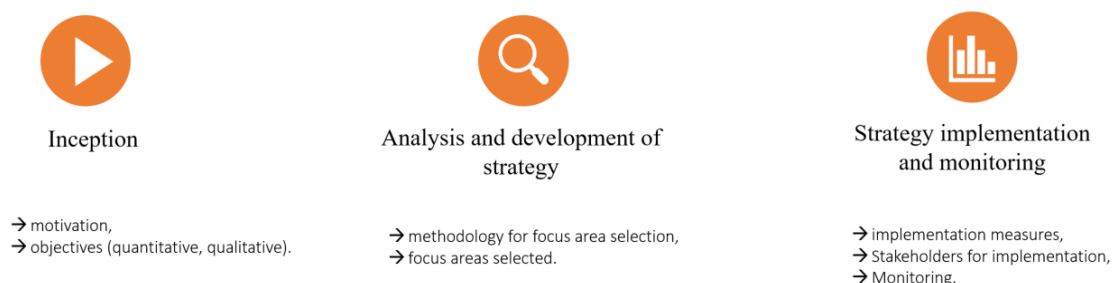 Inception
Analysis and development of
strategy
Strategy implementation
and monitoring
→ motivation,
→ objectives (quantitative, qualitative).
→ methodology for focus area selection,
→ focus areas selected.
→ implementation measures,
→ Stakeholders for implementation,
→ Monitoring.